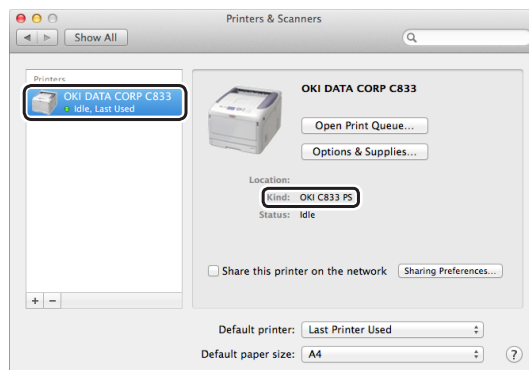 Printers & Scanners
Show All
Printers
OKI DATA CORP C833
Idle, Last Used
OKI DATA CORP C833
Open Print Queue...
Options & Supplies...
Location:
Kind: OKI C833 PS
Status: Idle
Share this printer on the network Sharing Preferences...
+ −
Default printer: Last Printer Used
Default paper size: A4 ?